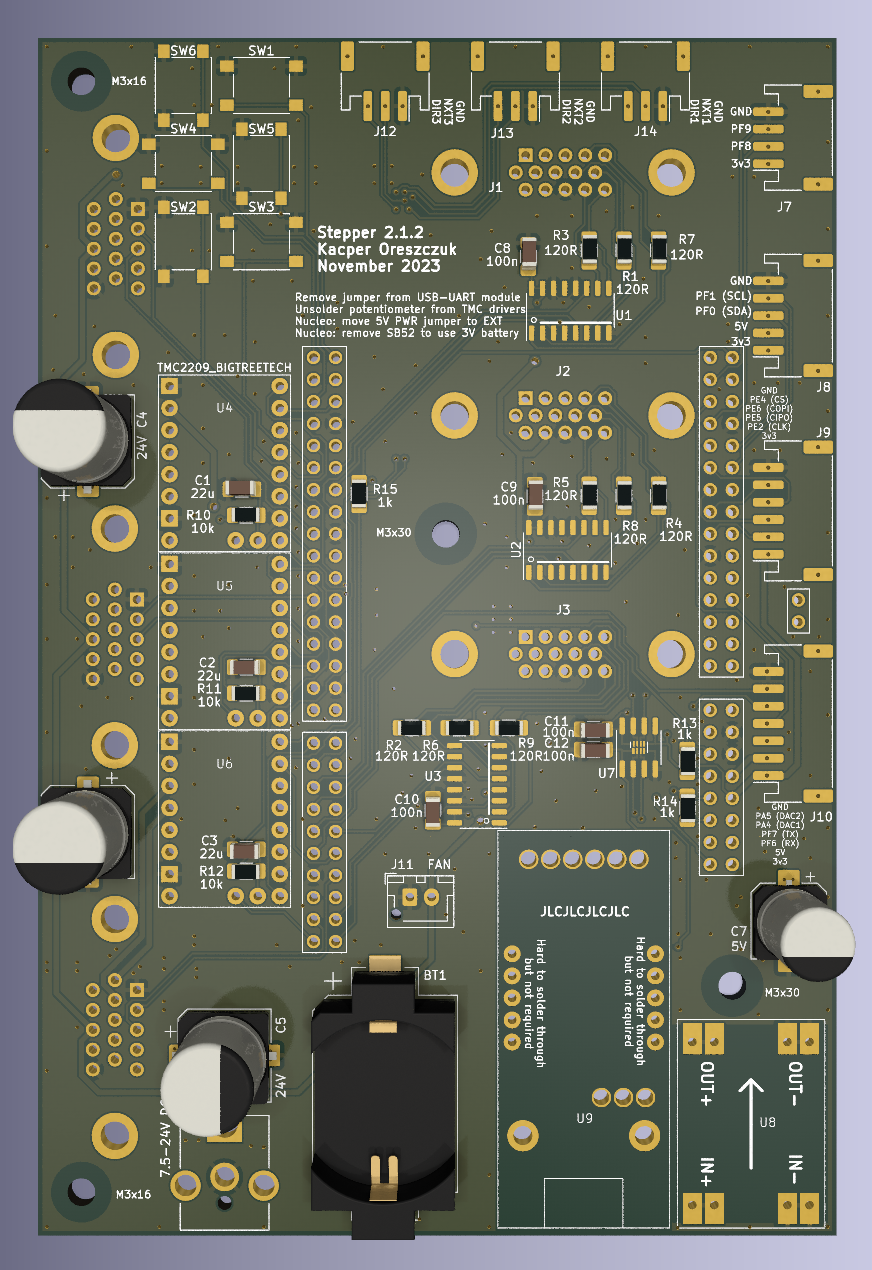 SW6
SW1
M3x16
DIR3
NXT3
GND
DIR2
NXT2
GND
DIR1
NXT1
GND
J12
J13
J14
GND
PF9
PF8
3v3
J7
SW4
SW5
J1
SW2
SW3
Stepper 2.1.2
Kacper Oreszczuk
November 2023
C8
100n
R3
120R
R1
120R
R7
120R
GND
PF1 (SCL)
PF0 (SDA)
5V
3v3
J8
Remove jumper from USB-UART module
Unsolder potentiometer from TMC drivers
Nucleo: move 5V PWR jumper to EXT
Nucleo: remove SB52 to use 3V battery
U1
TMC2209_BIGTREETECH
J2
GND
PE4 (CS)
PE6 (COPI)
PE5 (CIPO)
PE2 (CLK)
3v3
J9
U4
24V
C4
C1
22u
R10
10k
R15
1k
C9
100n
R5
120R
R8
120R
R4
120R
M3x30
U2
U5
J3
C2
22u
R11
10k
C11
100n
C12
100n
R13
1k
R2
120R
R6
120R
R9
120R
U6
U3
U7
C10
100n
R14
1k
J10
GND
PA5 (DAC2)
PA4 (DAC1)
PF7 (TX)
PF6 (RX)
5V
3v3
C3
22u
R12
10k
J11
FAN
JLCJLCJLCJLC
C7
5V
Hard to solder through
but not required
Hard to solder through
but not required
BT1
M3x30
C5
24V
OUT+
OUT-
U9
U8
IN+
IN-
7.5-24V
M3x16